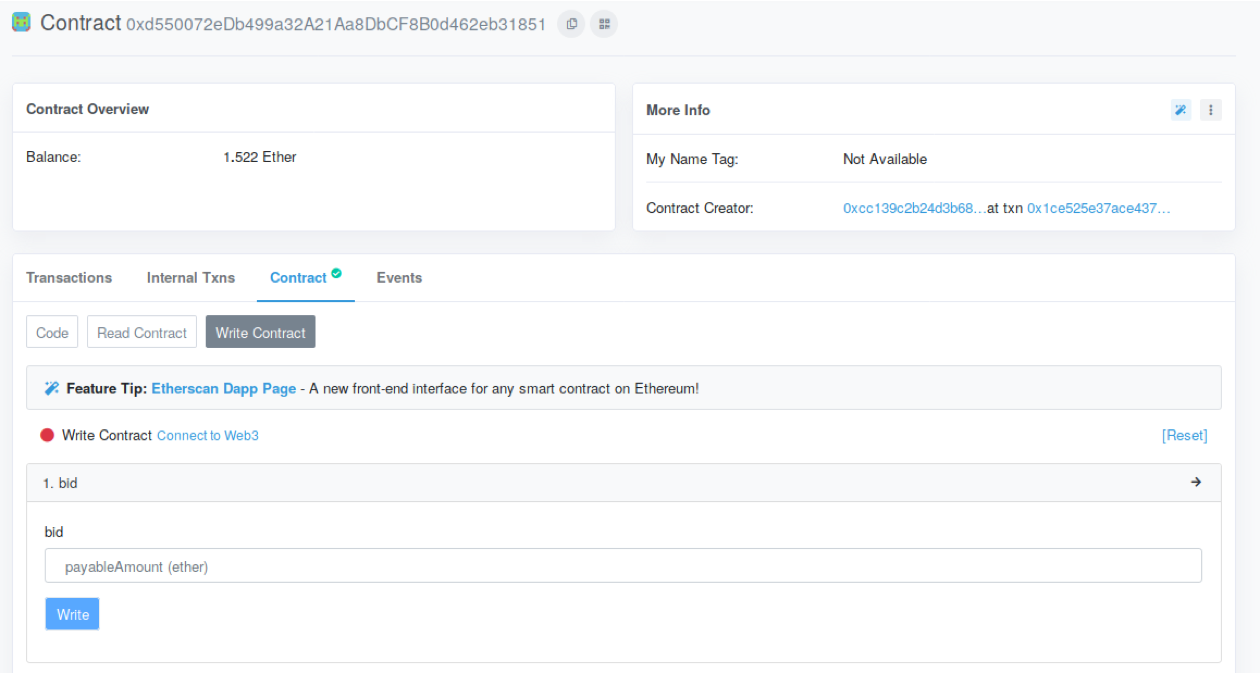 Contract 0xd550072eDb499a32A21Aa8DbCF8B0d462eb31851
Contract Overview
Balance: 1.522 Ether
More Info
My Name Tag: Not Available
Contract Creator: 0xcc139c2b24d3b68...at txn 0x1ce525e37ace437...
Transactions Internal Txns Contract Events
Code Read Contract Write Contract
Feature Tip: Etherscan Dapp Page - A new front-end interface for any smart contract on Ethereum!
Write Contract Connect to Web3 [Reset]
1. bid
bid
payableAmount (ether)
Write